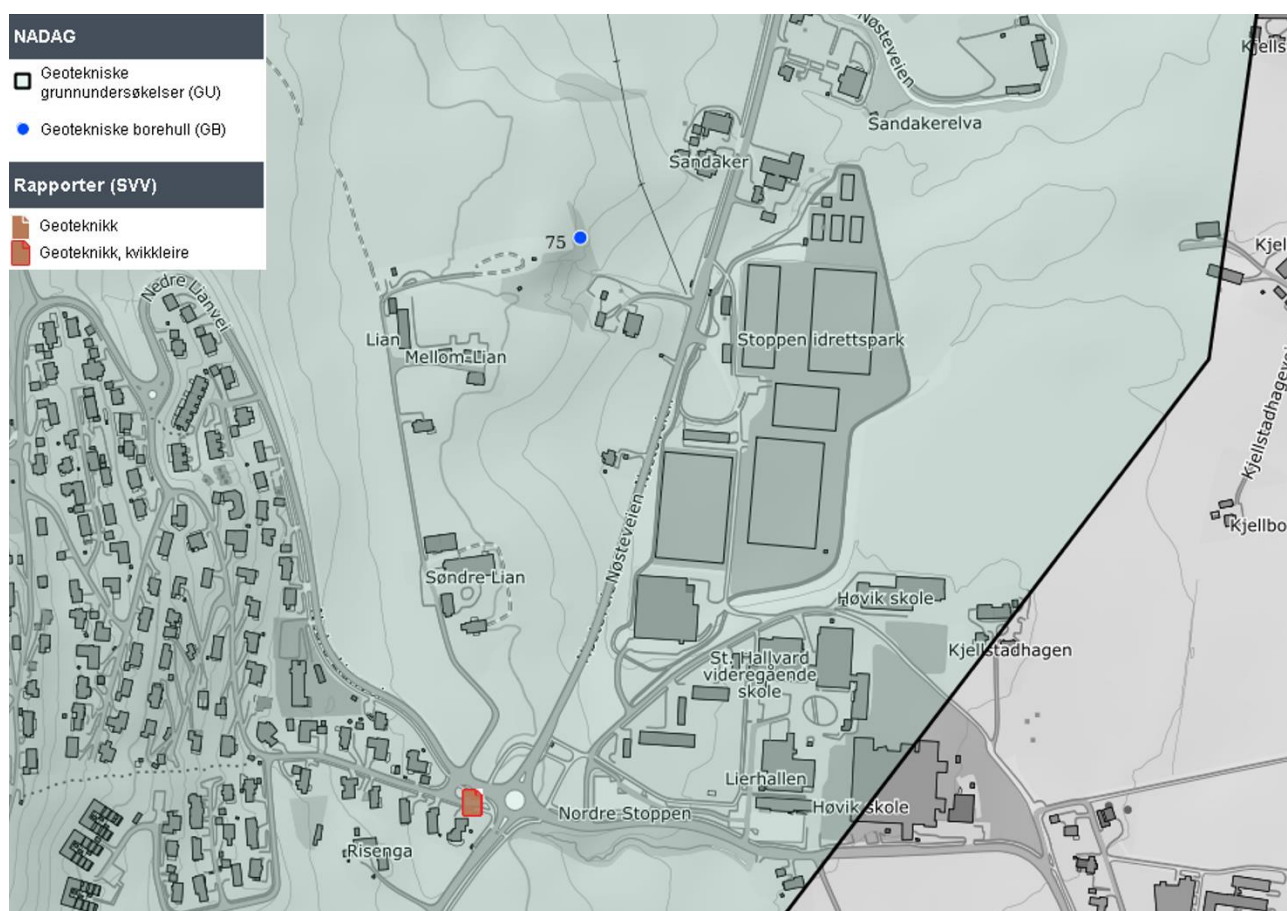 NADAG
Geotekniske
grunnundersøkelser (GU)
Geotekniske borehull (GB)
Rapporter (SVV)
Geoteknikk
Geoteknikk, kvikkleire
Nøsteveien
Sandakerelva
Sandaker
75
Nedre Lianvei
Lian
Mellom-Lian
Stoppen idrettspark
Kjellstadhagevei
Nøsteveien
Søndre Lian
Høvik skole
Kjellstadhagen
St. Hallvard
videregående
skole
Lierhallen
Høvik skole
Nordre Stoppen
Risenga